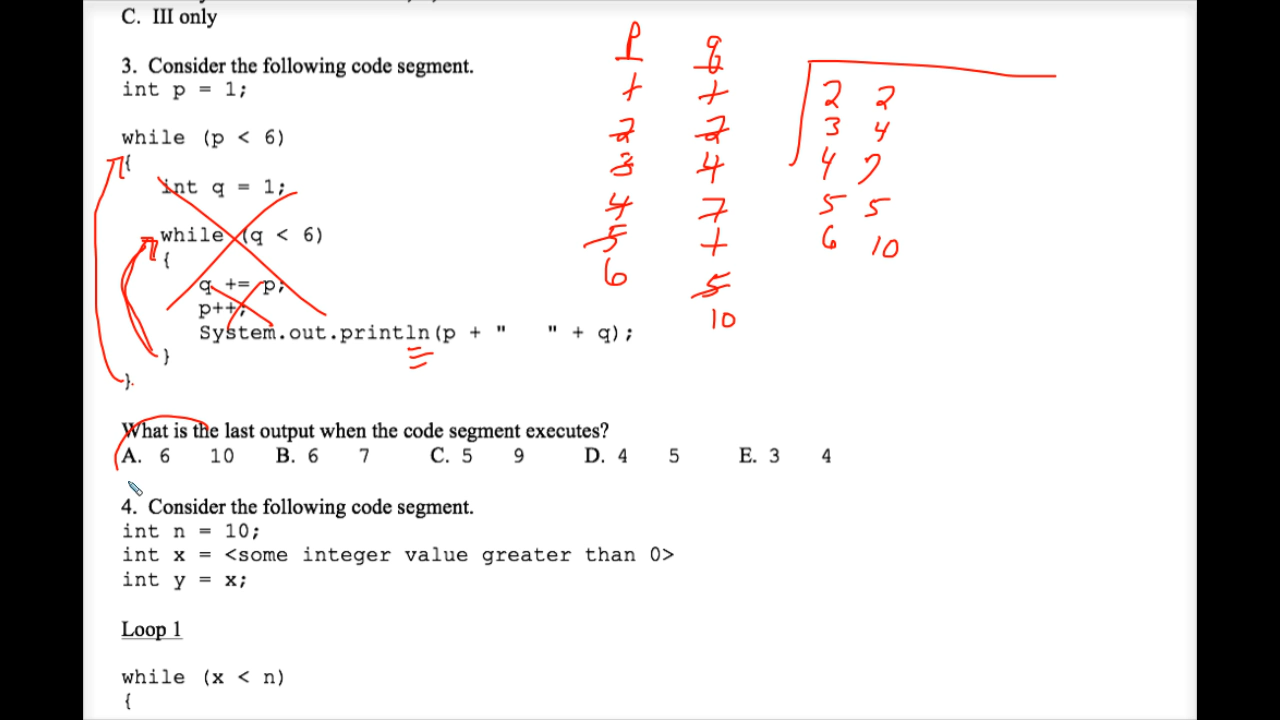 C. III only
3. Consider the following code segment.
int p = 1;
while (p < 6)
{
int q = 1;
while (q < 6)
{
q += p;
p++;
System.out.println(p + "   " + q);
}
}
What is the last output when the code segment executes?
A. 6 10 B. 6 7 C. 5 9 D. 4 5 E. 3 4
4. Consider the following code segment.
int n = 10;
int x = <some integer value greater than 0>
int y = x;
Loop 1
while (x < n)
{
p q
1 1
2 2
3 4
4 7
5 1
6 5
10
2 2
3 4
4 7
5 5
6 10